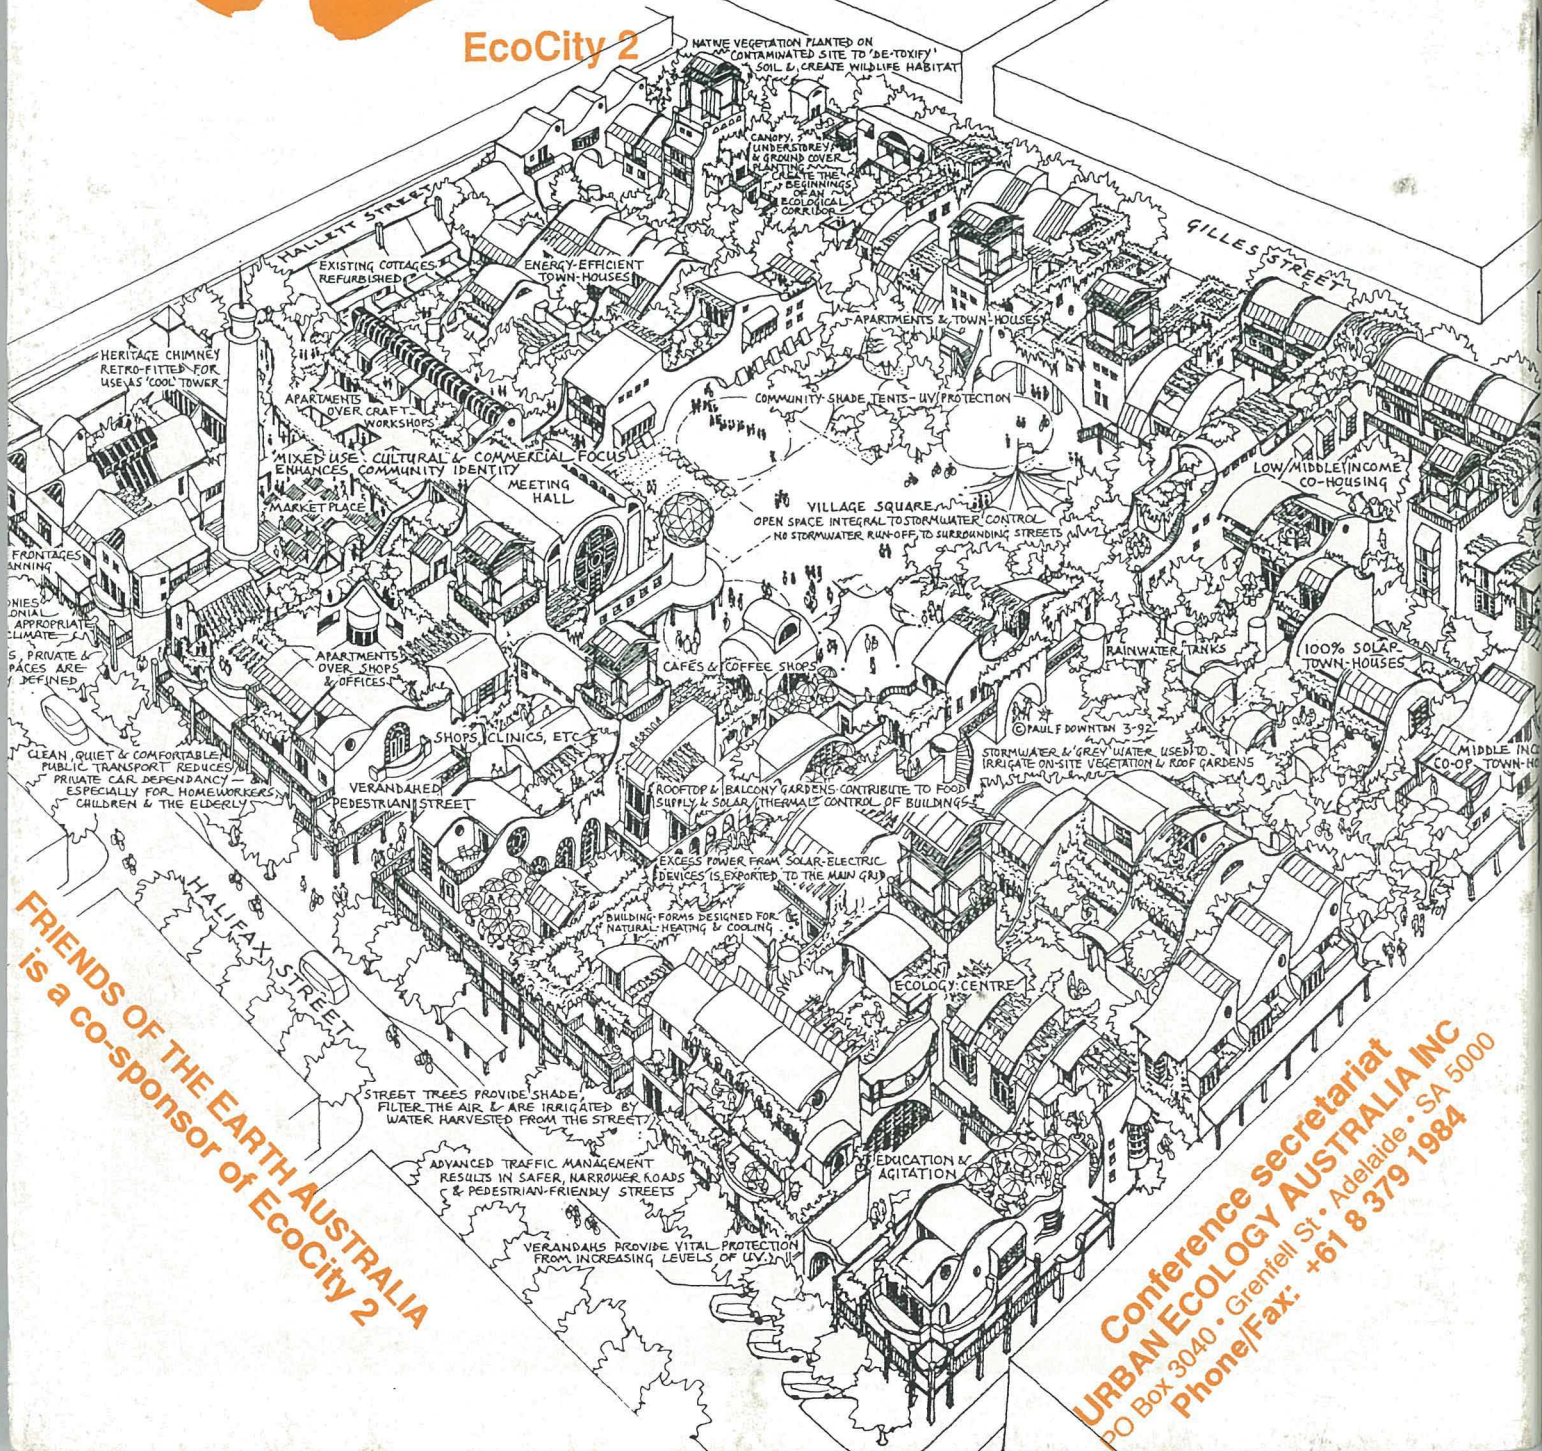 EcoCity 2
NATIVE VEGETATION PLANTED ON
CONTAMINATED SITE TO 'DE-TOXIFY'
SOIL & CREATE WILDLIFE HABITAT
CANOPY,
UNDERSTOREY
& GROUND COVER
PLANTING
CREATE THE
BEGINNINGS
OF AN
ECOLOGICAL
CORRIDOR
HALLETT STREET
GILLES STREET
EXISTING COTTAGES
REFURBISHED
ENERGY-EFFICIENT
TOWN-HOUSES
APARTMENTS & TOWN-HOUSES
HERITAGE CHIMNEY
RETRO-FITTED FOR
USE AS 'COOL' TOWER
APARTMENTS
OVER CRAFT-
WORKSHOPS
COMMUNITY SHADE TENTS - UV PROTECTION
MIXED USE CULTURAL & COMMERCIAL FOCUS
ENHANCES COMMUNITY IDENTITY
MEETING
HALL
MARKET PLACE
LOW/MIDDLE INCOME
CO-HOUSING
VILLAGE SQUARE
OPEN SPACE INTEGRAL TO STORMWATER CONTROL
NO STORMWATER RUN-OFF TO SURROUNDING STREETS
FRONTAGES
ANNING
ONIES
ONIAL
APPROPRIATE
CLIMATE
S, PRIVATE &
PACES ARE
Y DEFINED
APARTMENTS
OVER SHOPS
& OFFICES
CAFÉS & COFFEE SHOPS
RAINWATER TANKS
100% SOLAR
TOWN-HOUSES
© PAUL F DOWNTON 3-92
SHOPS, CLINICS, ETC
STORMWATER & GREY WATER USED TO
IRRIGATE ON-SITE VEGETATION & ROOF GARDENS
MIDDLE INC
CO-OP TOWN-HO
CLEAN, QUIET & COMFORTABLE
PUBLIC TRANSPORT REDUCES
PRIVATE CAR DEPENDANCY -
ESPECIALLY FOR HOMEWORKERS,
CHILDREN & THE ELDERLY
VERANDAHED
PEDESTRIAN STREET
ROOFTOP & BALCONY GARDENS CONTRIBUTE TO FOOD
SUPPLY & SOLAR/THERMAL CONTROL OF BUILDINGS
EXCESS POWER FROM SOLAR-ELECTRIC
DEVICES IS EXPORTED TO THE MAIN GRID
BUILDING FORMS DESIGNED FOR
NATURAL HEATING & COOLING
HALIFAX STREET
ECOLOGY CENTRE
STREET TREES PROVIDE SHADE,
FILTER THE AIR & ARE IRRIGATED BY
WATER HARVESTED FROM THE STREET
ADVANCED TRAFFIC MANAGEMENT
RESULTS IN SAFER, NARROWER ROADS
& PEDESTRIAN-FRIENDLY STREETS
EDUCATION &
AGITATION
VERANDAHS PROVIDE VITAL PROTECTION
FROM INCREASING LEVELS OF U.V.
FRIENDS OF THE EARTH AUSTRALIA
is a co-sponsor of EcoCity 2
Conference secretariat
URBAN ECOLOGY AUSTRALIA INC
PO Box 3040 • Grenfell St • Adelaide • SA 5000
Phone/Fax: +61 8 379 1984